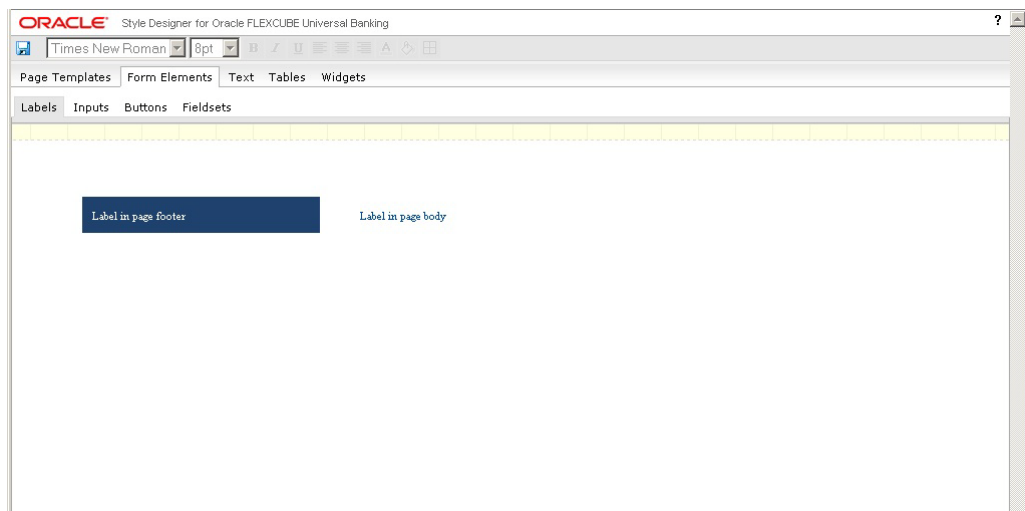 ORACLE Style Designer for Oracle FLEXCUBE Universal Banking ?
Times New Roman 8pt B I U A
Page Templates Form Elements Text Tables Widgets
Labels Inputs Buttons Fieldsets
Label in page footer Label in page body